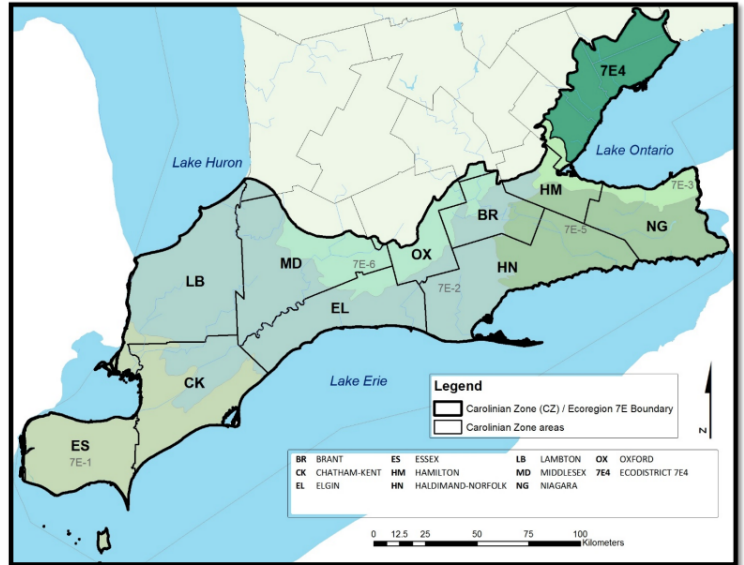 7E4
Lake Huron
Lake Ontario
HM
7E-3
BR
NG
7E-5
OX
MD
7E-6
HN
LB
7E-2
EL
CK
Lake Erie
ES
7E-1
Legend
Carolinian Zone (CZ) / Ecoregion 7E Boundary
Carolinian Zone areas
N
BR BRANT ES ESSEX LB LAMBTON OX OXFORD
CK CHATHAM-KENT HM HAMILTON MD MIDDLESEX 7E4 ECODISTRICT 7E4
EL ELGIN HN HALDIMAND-NORFOLK NG NIAGARA
0 12.5 25 50 75 100
Kilometers